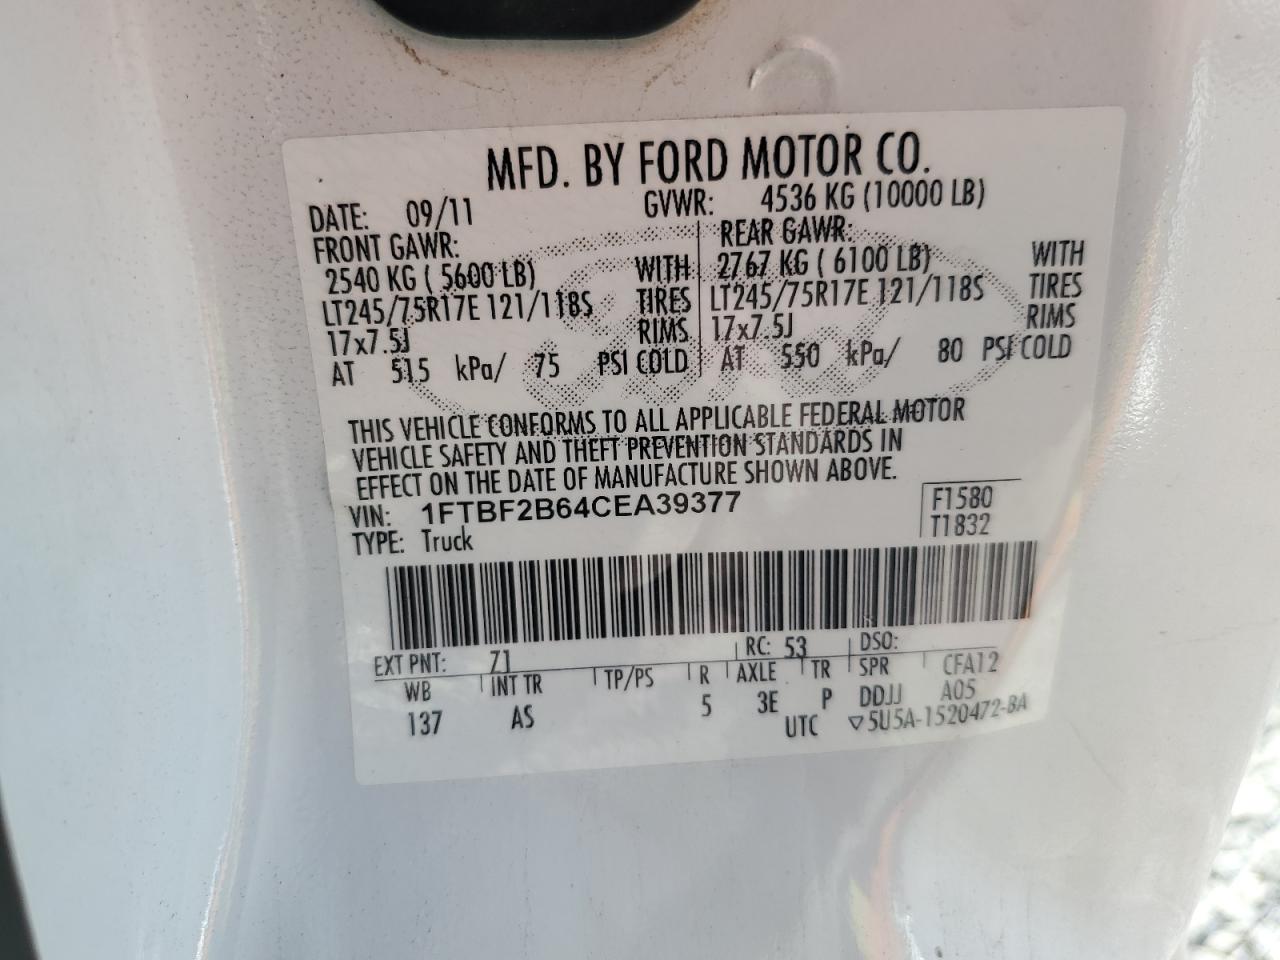 MFD. BY FORD MOTOR CO.
DATE: 09/11 GVWR: 4536 KG (10000 LB)
FRONT GAWR: REAR GAWR:
2540 KG ( 5600 LB) WITH 2767 KG ( 6100 LB) WITH
LT245/75R17E 121/118S TIRES LT245/75R17E 121/118S TIRES
17x7.5J RIMS 17x7.5J RIMS
AT 515 kPa/ 75 PSI COLD AT 550 kPa/ 80 PSI COLD
THIS VEHICLE CONFORMS TO ALL APPLICABLE FEDERAL MOTOR
VEHICLE SAFETY AND THEFT PREVENTION STANDARDS IN
EFFECT ON THE DATE OF MANUFACTURE SHOWN ABOVE.
VIN: 1FTBF2B64CEA39377 F1580
TYPE: Truck T1832
EXT PNT: Z1 RC: 53 DSO:
WB INT TR TP/PS R AXLE TR SPR CFA12
137 AS 5 3E P DDJJ A05
UTC ▽5U5A-1520472-BA